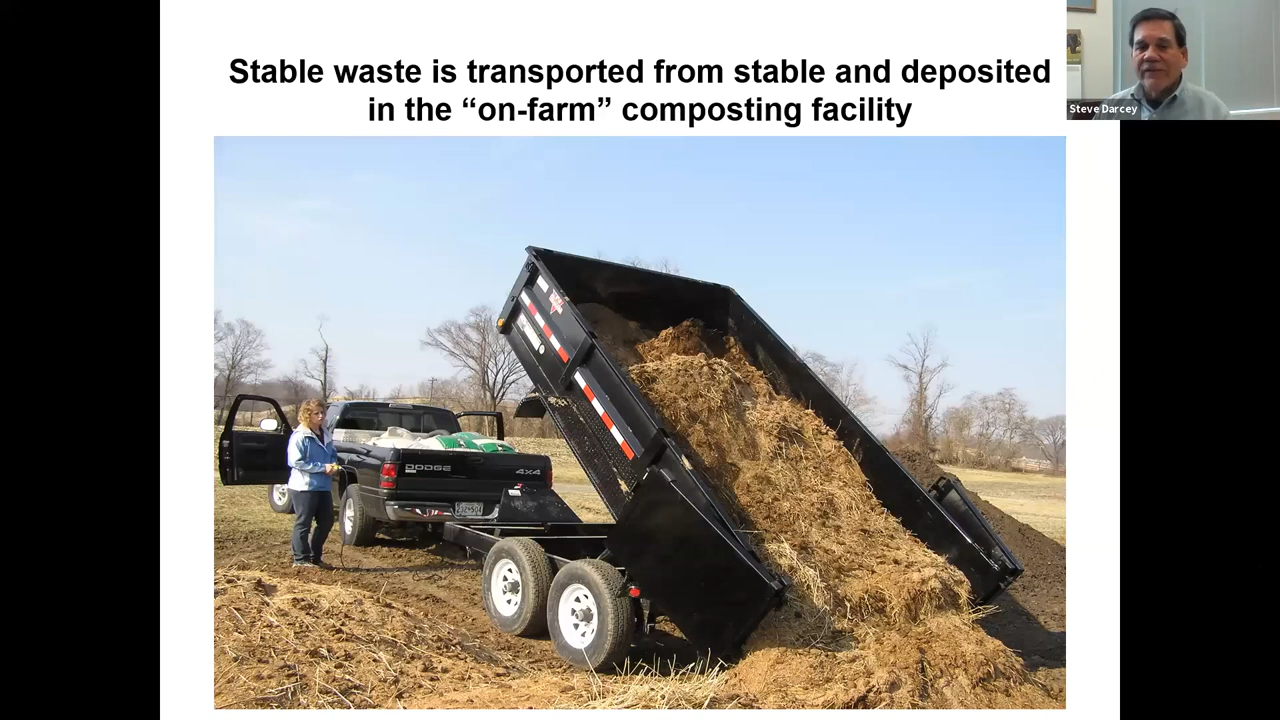 Stable waste is transported from stable and deposited
in the “on-farm” composting facility
Steve Darcey
DODGE
4X4